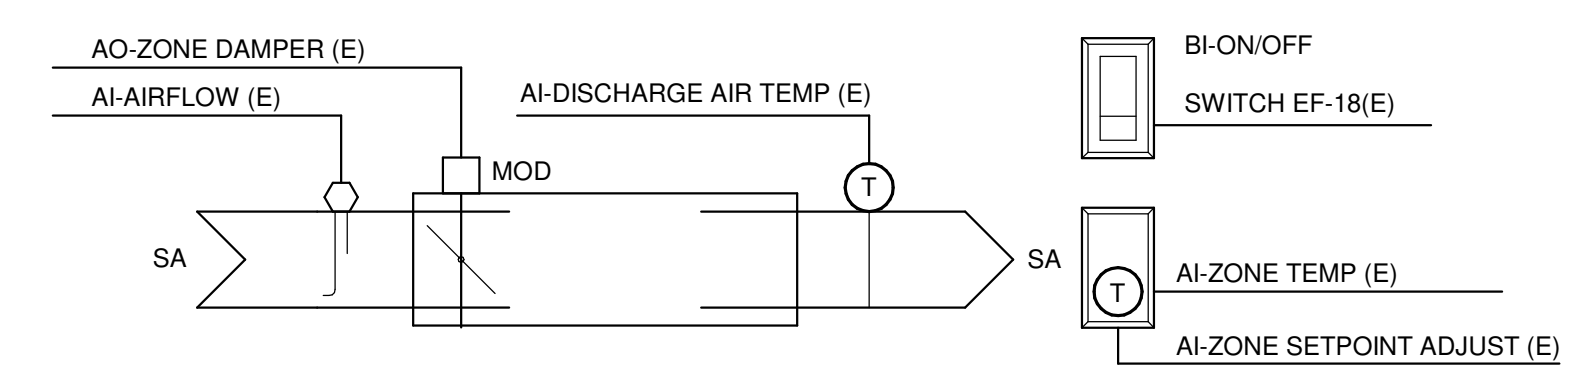 AO-ZONE DAMPER (E)
AI-AIRFLOW (E)
AI-DISCHARGE AIR TEMP (E)
BI-ON/OFF
SWITCH EF-18(E)
MOD
T
SA
SA
T
AI-ZONE TEMP (E)
AI-ZONE SETPOINT ADJUST (E)